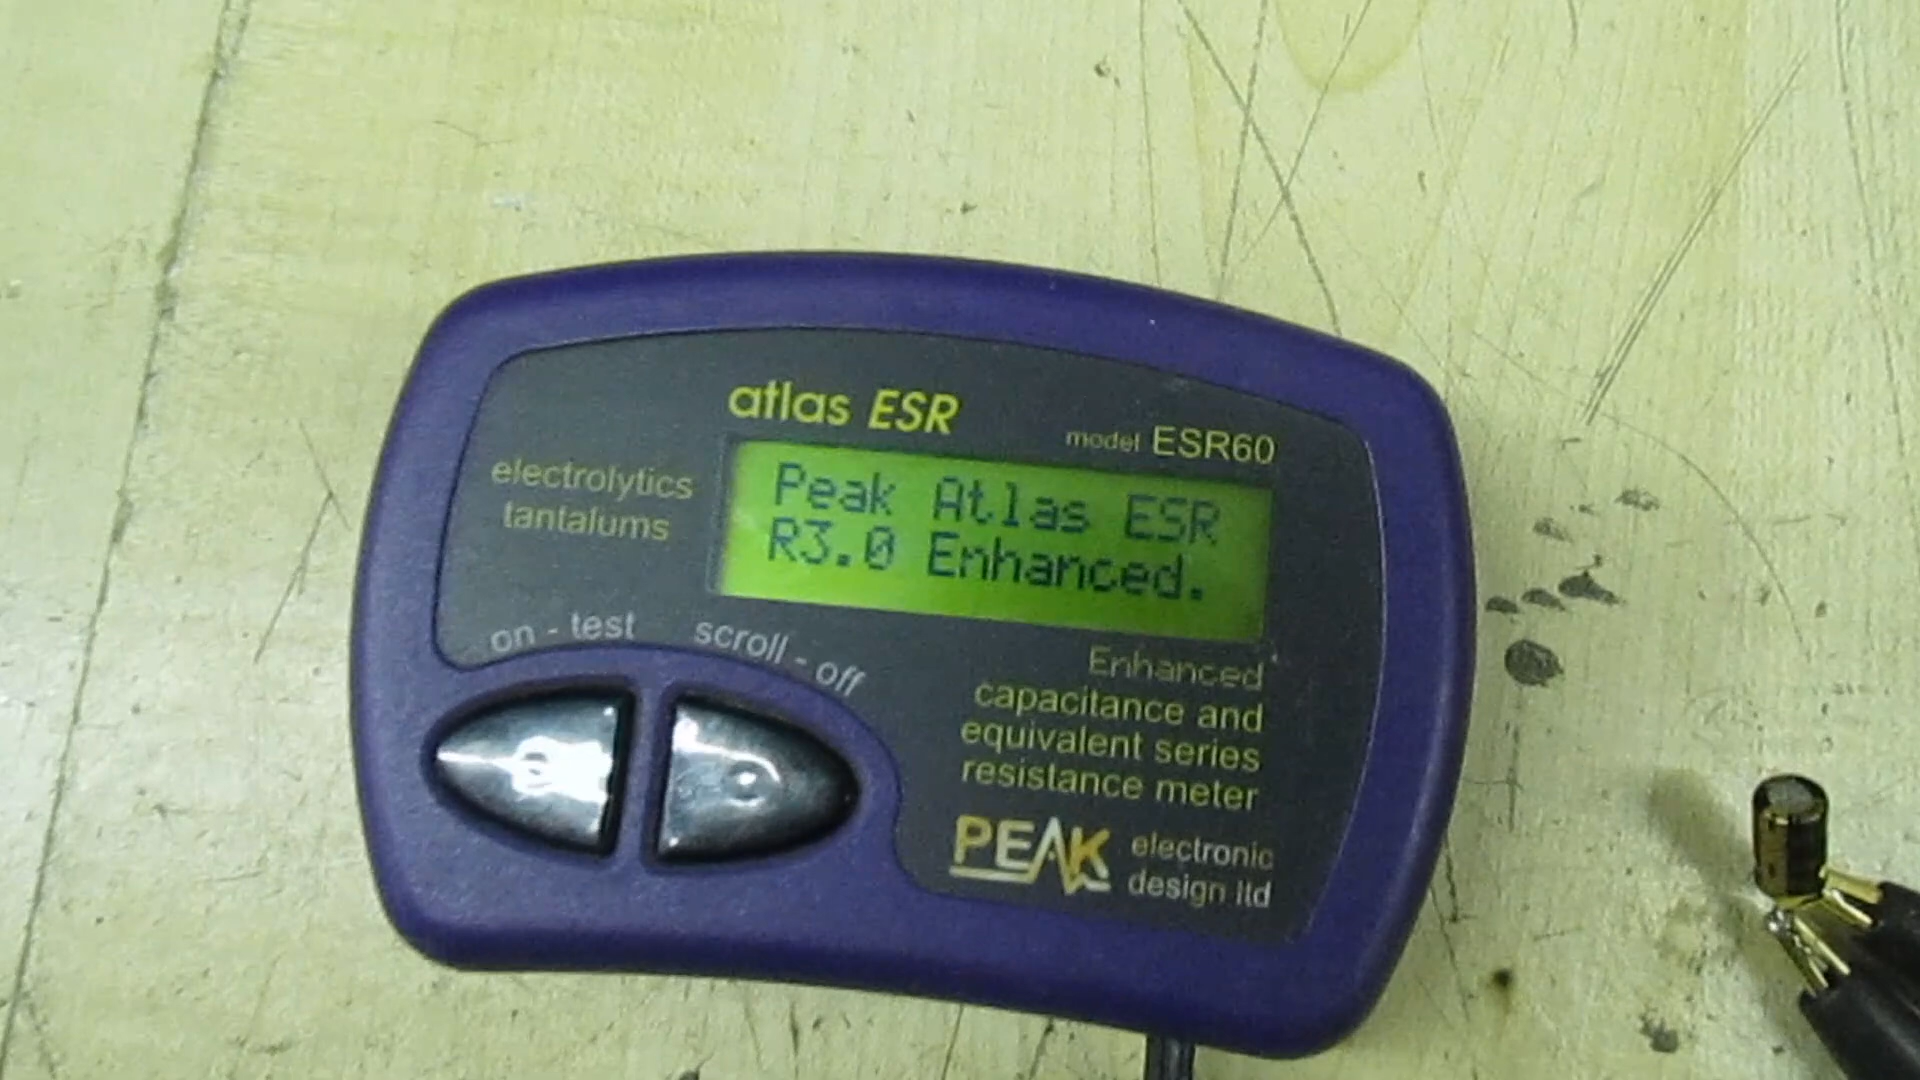 atlas ESR
model ESR60
electrolytics
tantalums
Peak Atlas ESR
R3.0 Enhanced.
on - test
scroll - off
Enhanced
capacitance and
equivalent series
resistance meter
PEAK
electronic
design ltd